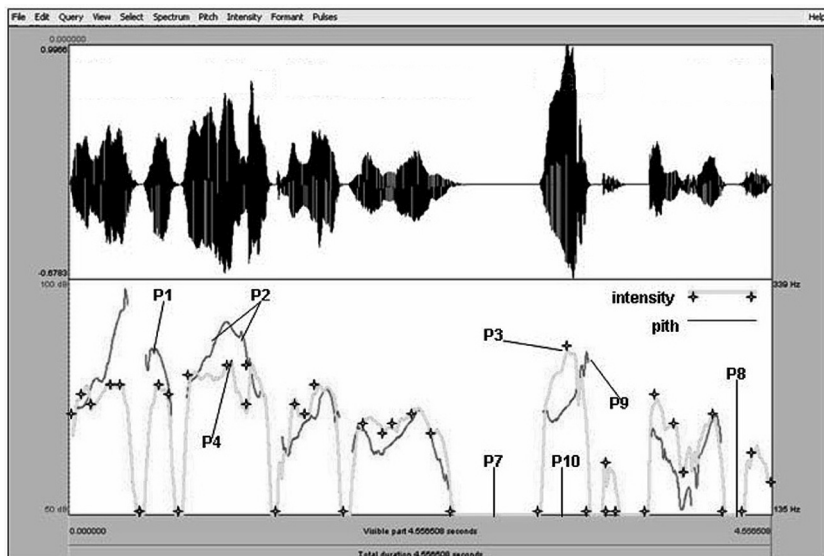 File Edit Query View Select Spectrum Pitch Intensity Formant Pulses Help
0.000000
0.9966
-0.6783
100 dB 339 Hz
P1 P2 intensity
pith
P3
P8
P9
P4
P7 P10
50 dB 135 Hz
0.000000 Visible part 4.556508 seconds 4.556508
Total duration 4.556508 seconds